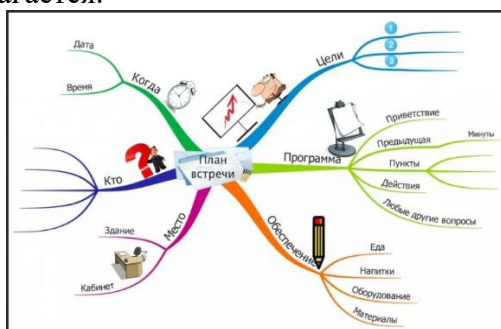 Дата
Время
Когда
Цели
1
2
3
План
встречи
Программа
Приветствие
Предыдущая
Минуты
Пункты
Действия
Любые другие вопросы
Кто
Место
Здание
Кабинет
Обеспечение
Еда
Напитки
Оборудование
Материалы